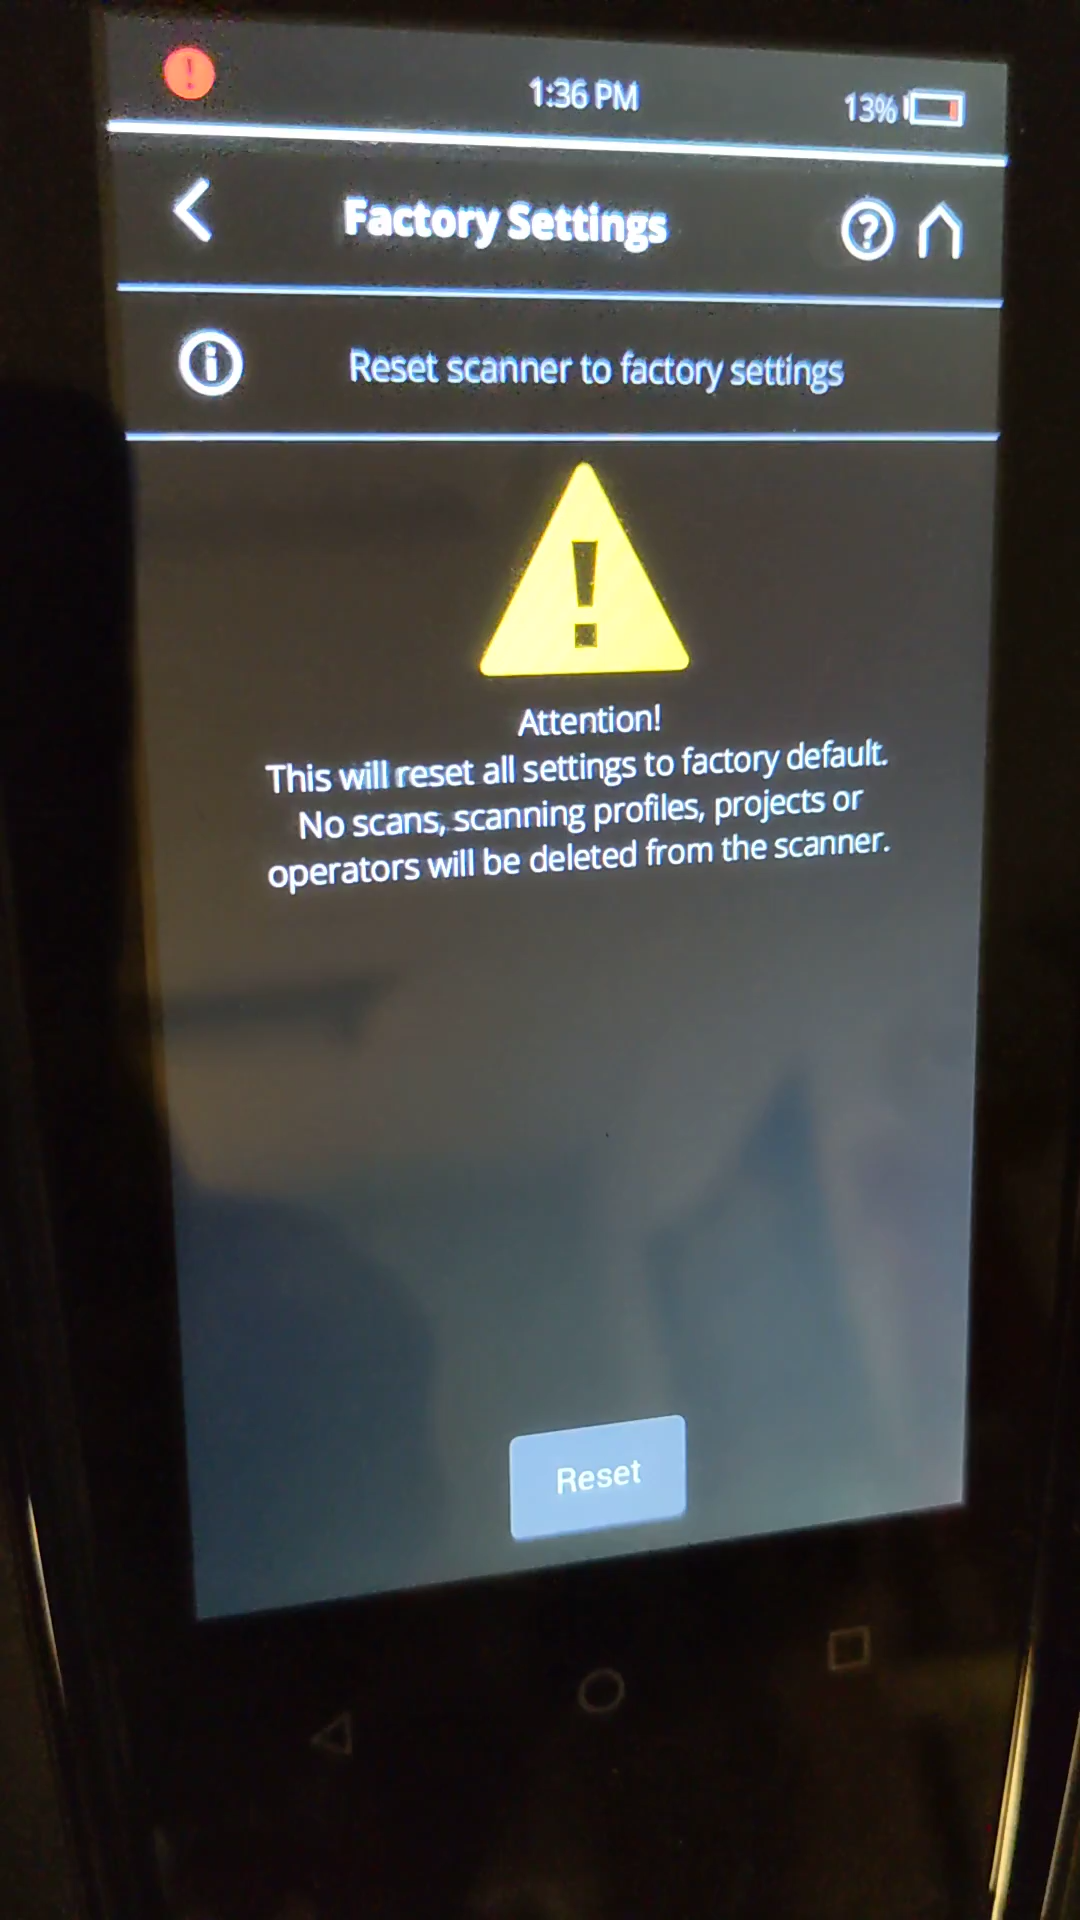 1:36 PM
13%
Factory Settings
Reset scanner to factory settings
Attention!
This will reset all settings to factory default.
No scans, scanning profiles, projects or
operators will be deleted from the scanner.
Reset